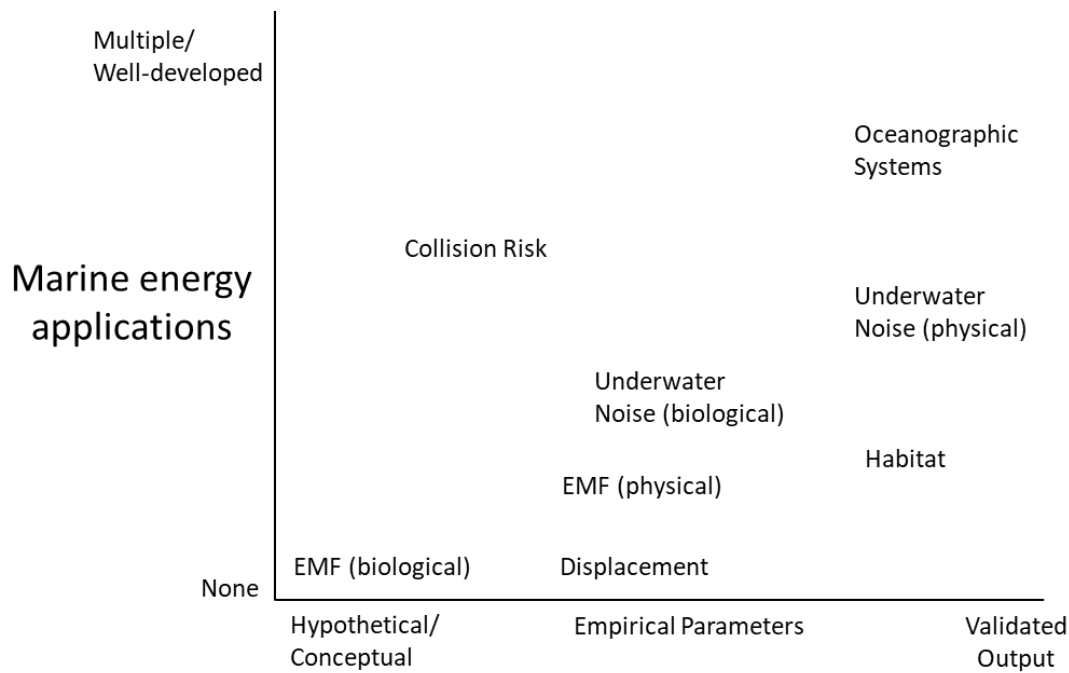 Multiple/
Well-developed
Oceanographic
Systems
Collision Risk
Marine energy
applications
Underwater
Noise (physical)
Underwater
Noise (biological)
Habitat
EMF (physical)
EMF (biological)
Displacement
None
Hypothetical/
Conceptual
Empirical Parameters
Validated
Output